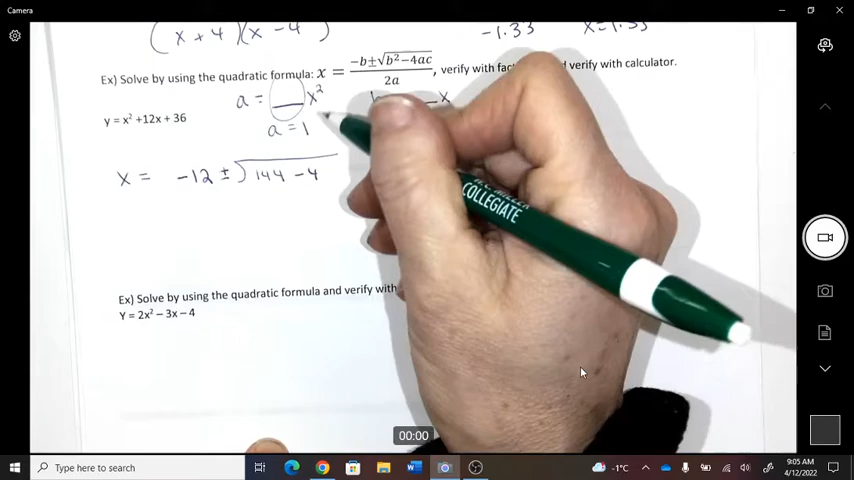 Camera
(x+4)(x-4)
-1.33
x=1.33
Ex) Solve by using the quadratic formula: x = (-b±√b²-4ac)/2a, verify with fact and verify with calculator.
a = ___x²
x
y = x² +12x + 36
a = 1
x = -12 ± √144 -4
COLLEGIATE
Ex) Solve by using the quadratic formula and verify with
Y = 2x² – 3x – 4
00:00
Type here to search
-1°C
9:05 AM
4/12/2022